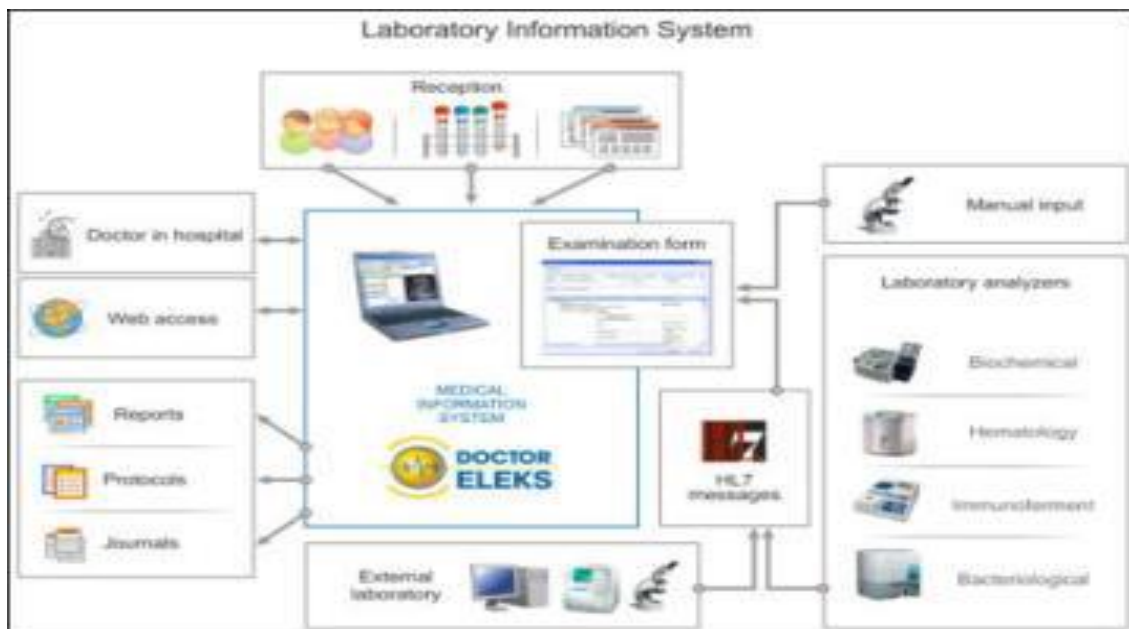 Laboratory Information System
Reception
Doctor in hospital
Web access
Reports
Protocols
Journals
Examination form
MEDICAL
INFORMATION
SYSTEM
DOCTOR
ELEKS
Manual input
Laboratory analyzers
Biochemical
Hematology
Immunoferment
Bacteriological
HL7
messages
External
laboratory